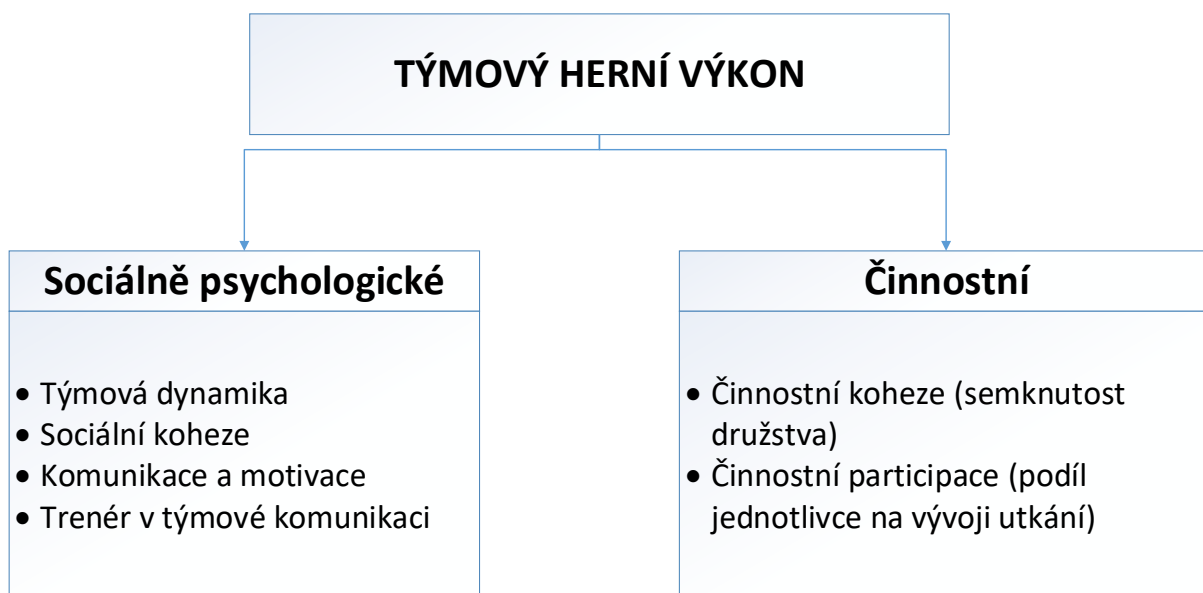 TÝMOVÝ HERNÍ VÝKON
Sociálně psychologické
• Týmová dynamika
• Sociální koheze
• Komunikace a motivace
• Trenér v týmové komunikaci
Činnostní
• Činnostní koheze (semknutost
družstva)
• Činnostní participace (podíl
jednotlivce na vývoji utkání)